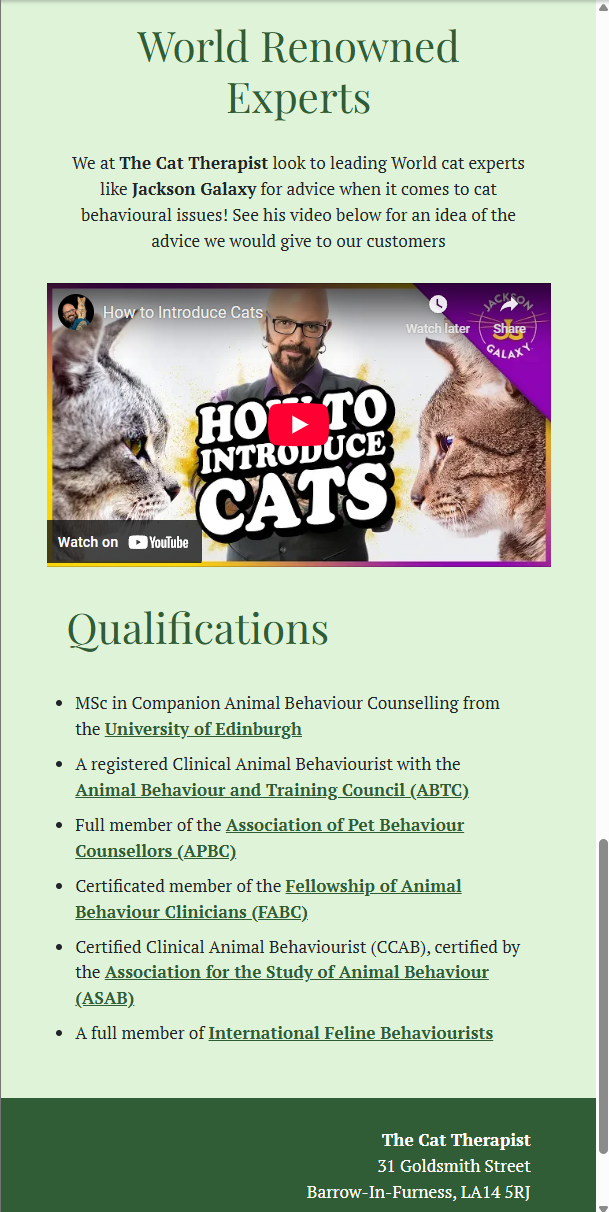 World Renowned
Experts
We at The Cat Therapist look to leading World cat experts
like Jackson Galaxy for advice when it comes to cat
behavioural issues! See his video below for an idea of the
advice we would give to our customers
How to Introduce Cats
Watch later
Share
JACKSON
GALAXY
HOW TO
INTRODUCE
CATS
Watch on YouTube
Qualifications
• MSc in Companion Animal Behaviour Counselling from
the University of Edinburgh
• A registered Clinical Animal Behaviourist with the
Animal Behaviour and Training Council (ABTC)
• Full member of the Association of Pet Behaviour
Counsellors (APBC)
• Certificated member of the Fellowship of Animal
Behaviour Clinicians (FABC)
• Certified Clinical Animal Behaviourist (CCAB), certified by
the Association for the Study of Animal Behaviour
(ASAB)
• A full member of International Feline Behaviourists
The Cat Therapist
31 Goldsmith Street
Barrow-In-Furness, LA14 5RJ